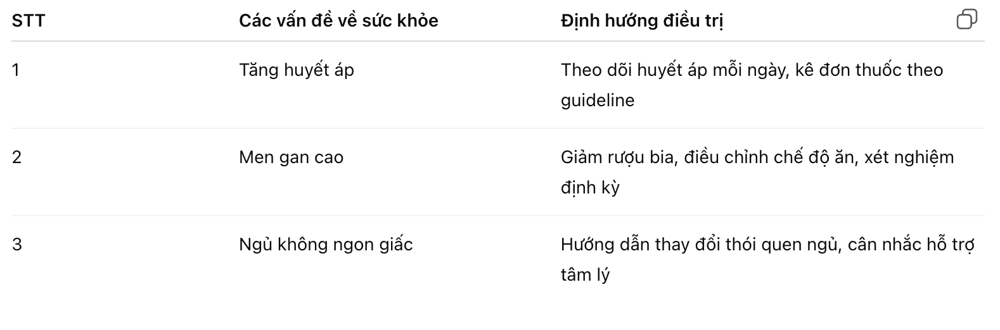 STT Các vấn đề về sức khỏe Định hướng điều trị
1 Tăng huyết áp Theo dõi huyết áp mỗi ngày, kê đơn thuốc theo
guideline
2 Men gan cao Giảm rượu bia, điều chỉnh chế độ ăn, xét nghiệm
định kỳ
3 Ngủ không ngon giấc Hướng dẫn thay đổi thói quen ngủ, cân nhắc hỗ trợ
tâm lý